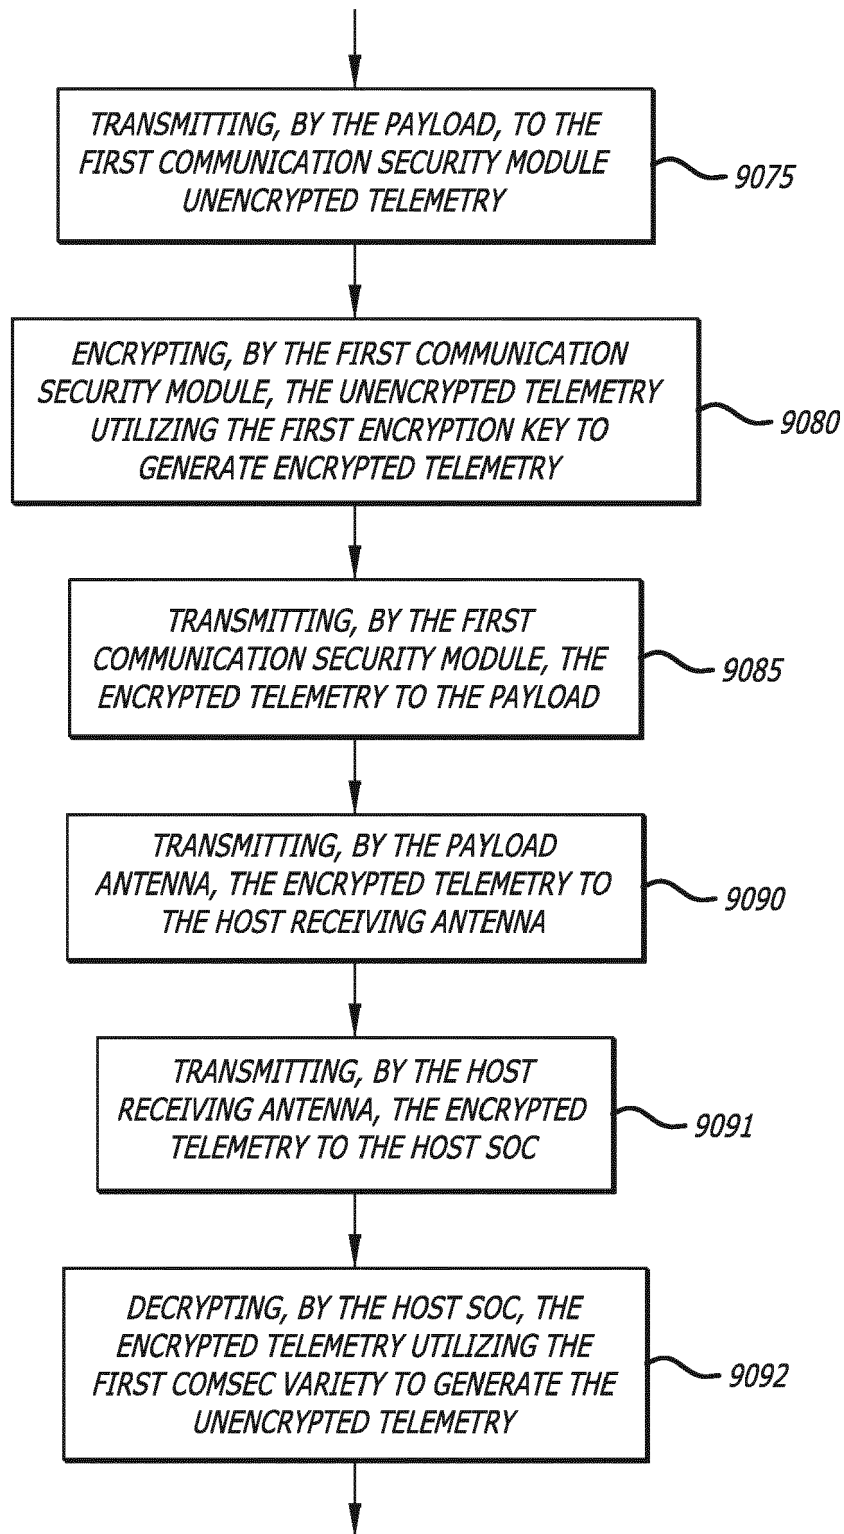 TRANSMITTING, BY THE PAYLOAD, TO THE
FIRST COMMUNICATION SECURITY MODULE
UNENCRYPTED TELEMETRY
9075
ENCRYPTING, BY THE FIRST COMMUNICATION
SECURITY MODULE, THE UNENCRYPTED TELEMETRY
UTILIZING THE FIRST ENCRYPTION KEY TO
GENERATE ENCRYPTED TELEMETRY
9080
TRANSMITTING, BY THE FIRST
COMMUNICATION SECURITY MODULE, THE
ENCRYPTED TELEMETRY TO THE PAYLOAD
9085
TRANSMITTING, BY THE PAYLOAD
ANTENNA, THE ENCRYPTED TELEMETRY TO
THE HOST RECEIVING ANTENNA
9090
TRANSMITTING, BY THE HOST
RECEIVING ANTENNA, THE ENCRYPTED
TELEMETRY TO THE HOST SOC
9091
DECRYPTING, BY THE HOST SOC, THE
ENCRYPTED TELEMETRY UTILIZING THE
FIRST COMSEC VARIETY TO GENERATE THE
UNENCRYPTED TELEMETRY
9092